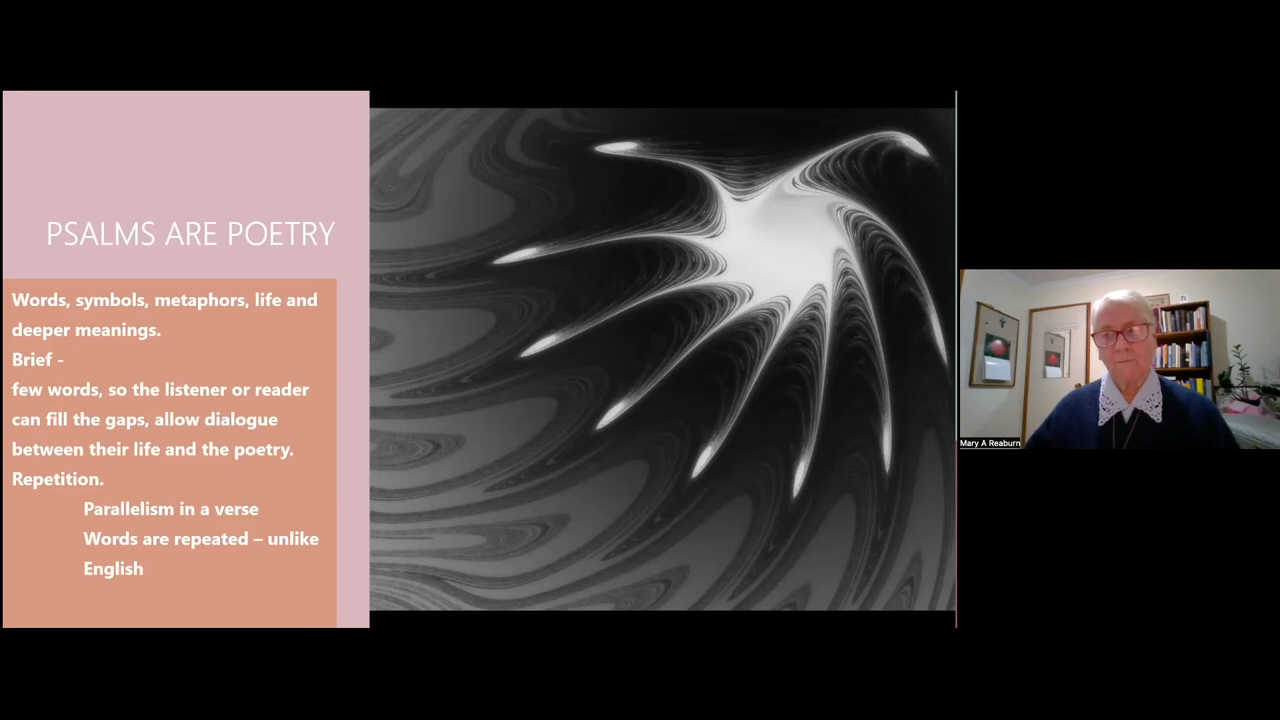 PSALMS ARE POETRY
Words, symbols, metaphors, life and
deeper meanings.
Brief -
few words, so the listener or reader
can fill the gaps, allow dialogue
between their life and the poetry.
Repetition.
Parallelism in a verse
Words are repeated – unlike
English
Mary A Reaburn